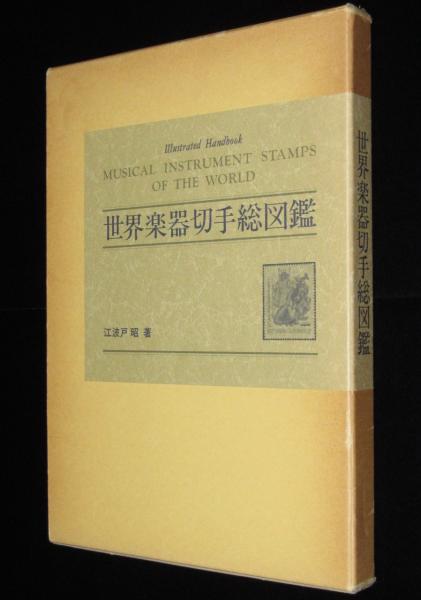 Illustrated Handbook
MUSICAL INSTRUMENT STAMPS
OF THE WORLD
世界楽器切手総図鑑
江波戸 昭 著
世界楽器切手総図鑑